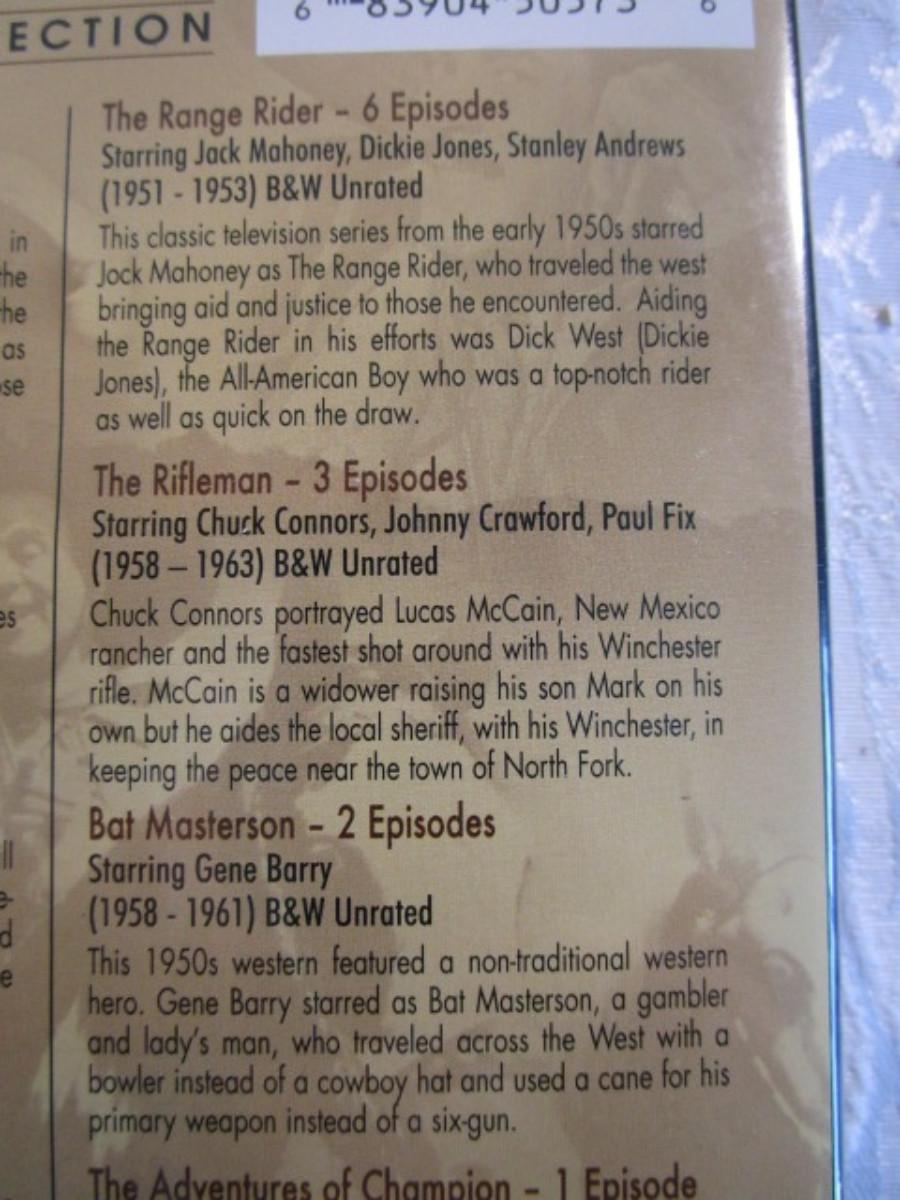 ECTION
The Range Rider – 6 Episodes
Starring Jack Mahoney, Dickie Jones, Stanley Andrews
(1951 - 1953) B&W Unrated
This classic television series from the early 1950s starred
Jock Mahoney as The Range Rider, who traveled the west
bringing aid and justice to those he encountered. Aiding
the Range Rider in his efforts was Dick West (Dickie
Jones), the All-American Boy who was a top-notch rider
as well as quick on the draw.
The Rifleman – 3 Episodes
Starring Chuck Connors, Johnny Crawford, Paul Fix
(1958 – 1963) B&W Unrated
Chuck Connors portrayed Lucas McCain, New Mexico
rancher and the fastest shot around with his Winchester
rifle. McCain is a widower raising his son Mark on his
own but he aides the local sheriff, with his Winchester, in
keeping the peace near the town of North Fork.
Bat Masterson – 2 Episodes
Starring Gene Barry
(1958 - 1961) B&W Unrated
This 1950s western featured a non-traditional western
hero. Gene Barry starred as Bat Masterson, a gambler
and lady's man, who traveled across the West with a
bowler instead of a cowboy hat and used a cane for his
primary weapon instead of a six-gun.
The Adventures of Champion – 1 Episode
in
the
he
as
se
es
ll
e-
d
e